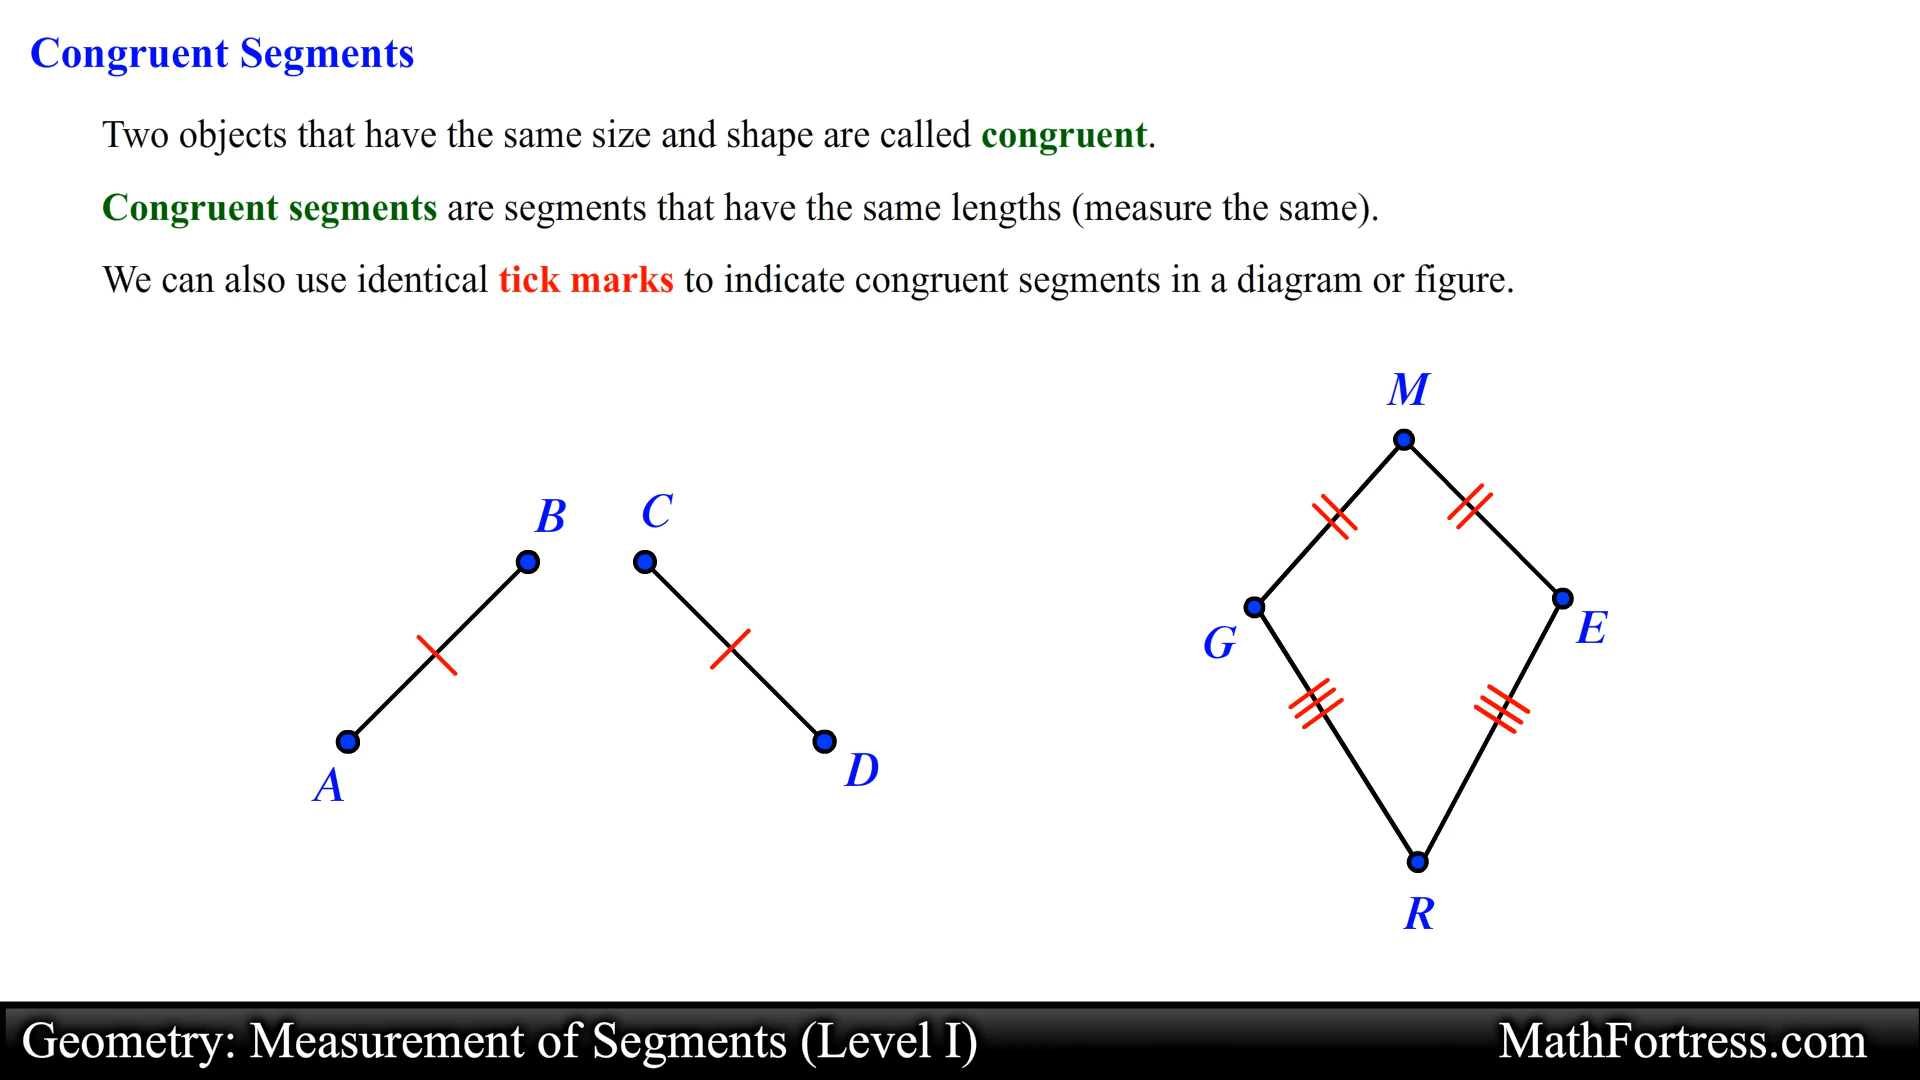 Congruent Segments
Two objects that have the same size and shape are called congruent.
Congruent segments are segments that have the same lengths (measure the same).
We can also use identical tick marks to indicate congruent segments in a diagram or figure.
M
B
C
G
E
A
D
R
Geometry: Measurement of Segments (Level I)
MathFortress.com